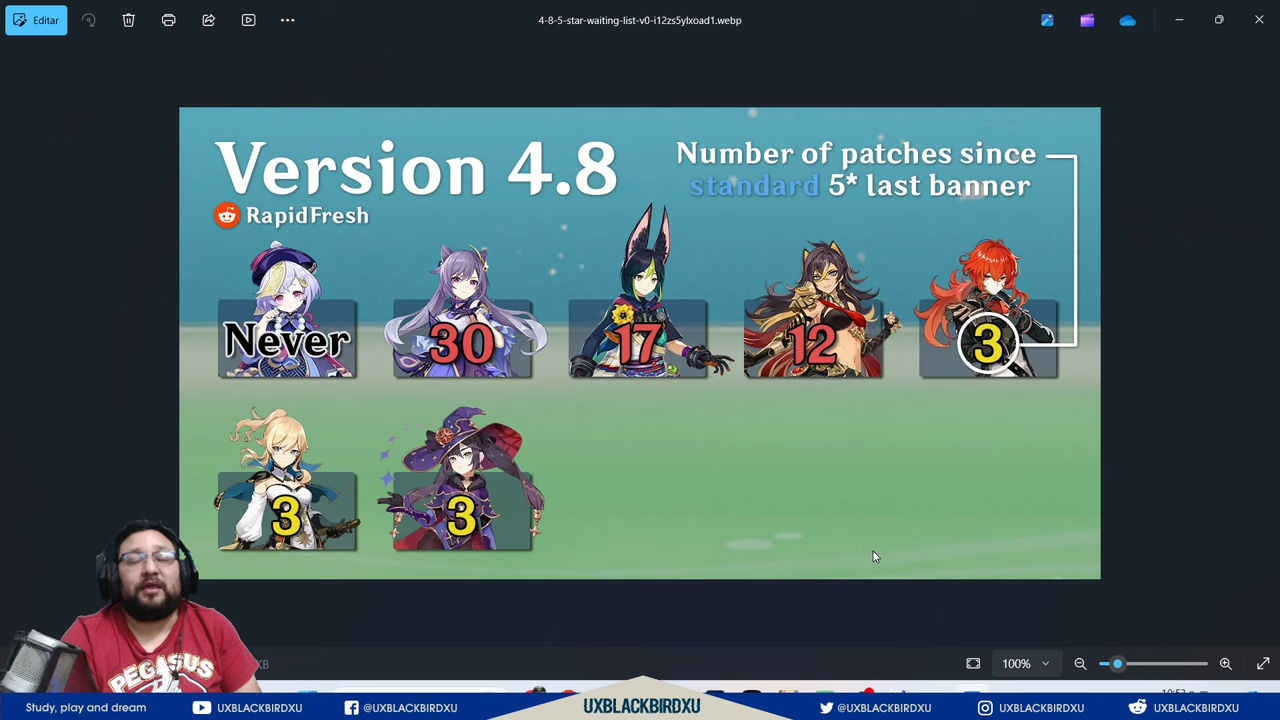 Editar
4-8-5-star-waiting-list-v0-i12zs5ylxoad1.webp
Version 4.8
RapidFresh
Number of patches since
standard 5* last banner
Never
30
17
12
3
3
3
PEGASUS
KB
100%
Study, play and dream
UXBLACKBIRDXU
@UXBLACKBIRDXU
UXBLACKBIRDXU
@UXBLACKBIRDXU
UXBLACKBIRDXU
UXBLACKBIRDXU